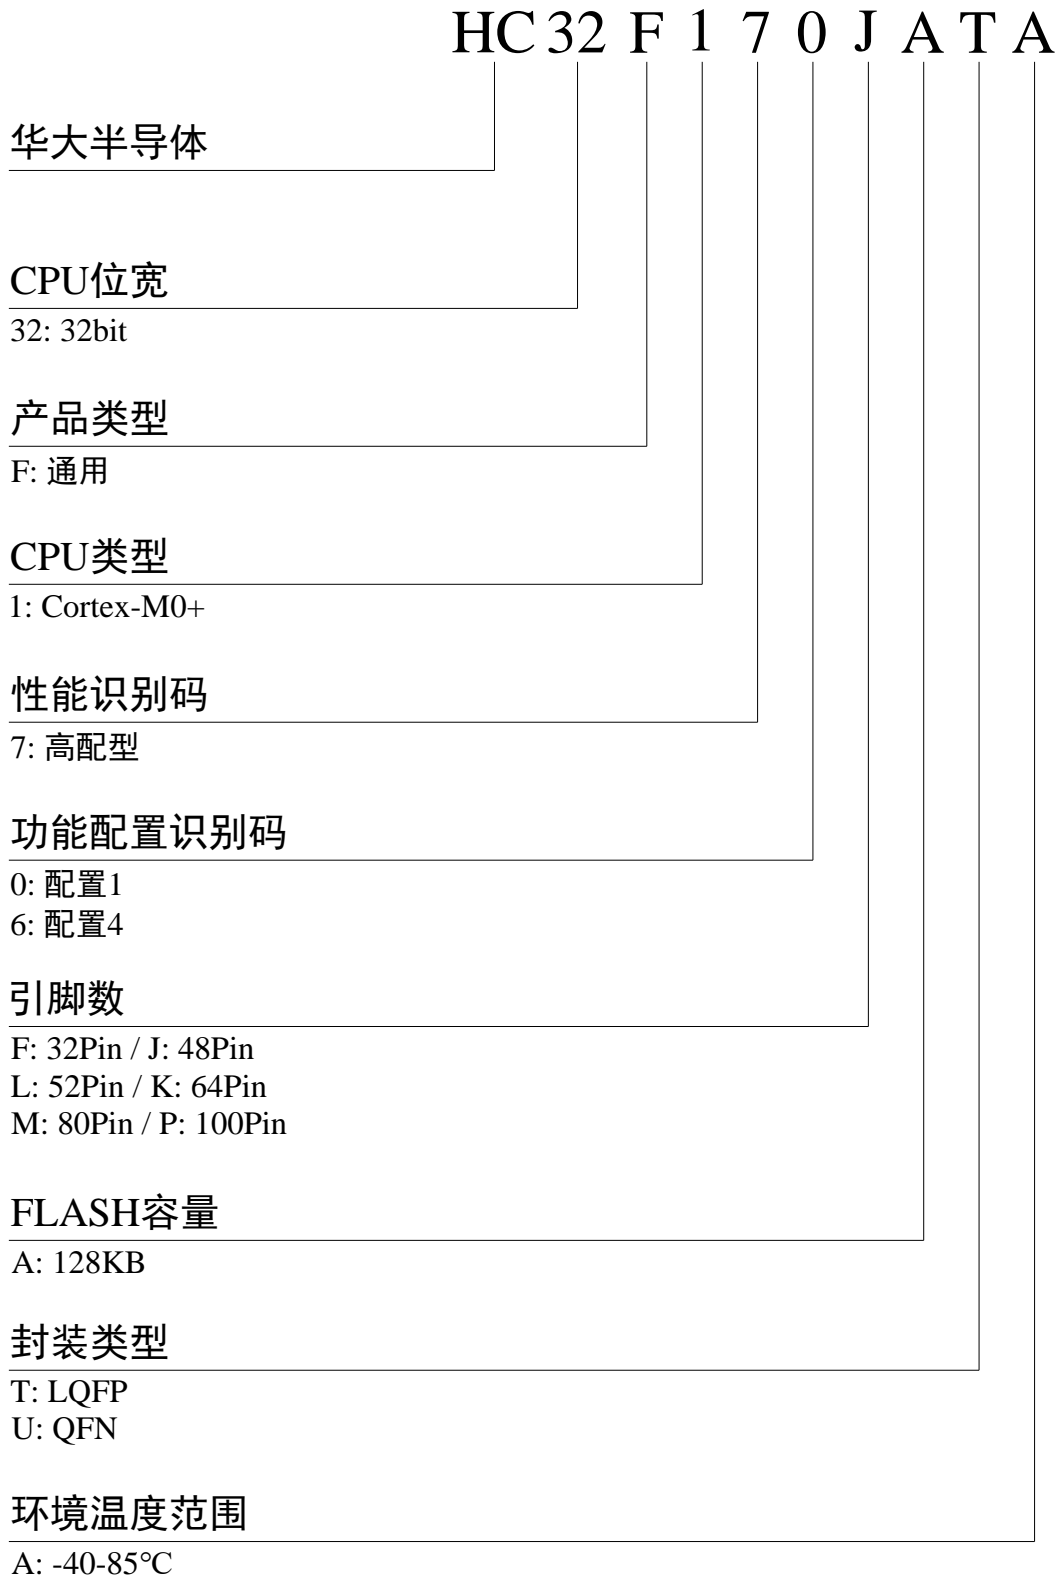 HC 32 F 1 7 0 J A T A
华大半导体
CPU位宽
32: 32bit
产品类型
F: 通用
CPU类型
1: Cortex-M0+
性能识别码
7: 高配型
功能配置识别码
0: 配置1
6: 配置4
引脚数
F: 32Pin / J: 48Pin
L: 52Pin / K: 64Pin
M: 80Pin / P: 100Pin
FLASH容量
A: 128KB
封装类型
T: LQFP
U: QFN
环境温度范围
A: -40-85℃